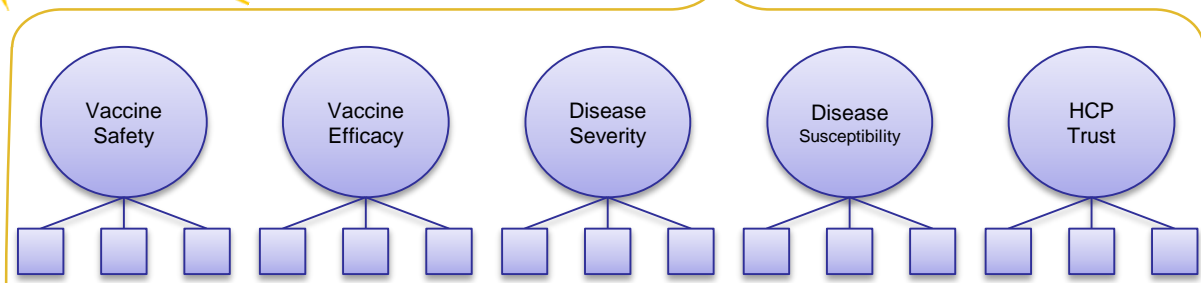 Vaccine
Safety
Vaccine
Efficacy
Disease
Severity
Disease
Susceptibility
HCP
Trust